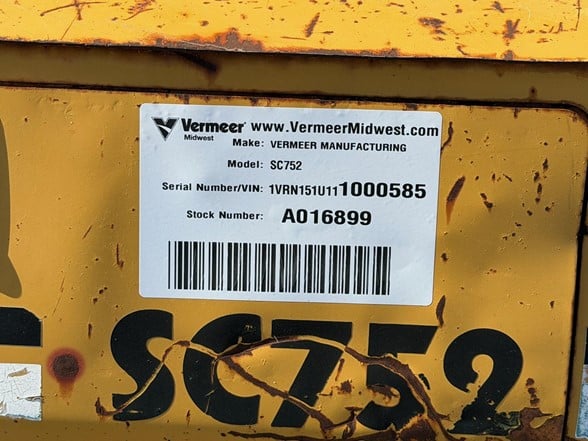 Vermeer® www.VermeerMidwest.com
Midwest
Make: VERMEER MANUFACTURING
Model: SC752
Serial Number/VIN: 1VRN151U111000585
Stock Number: A016899
SC752